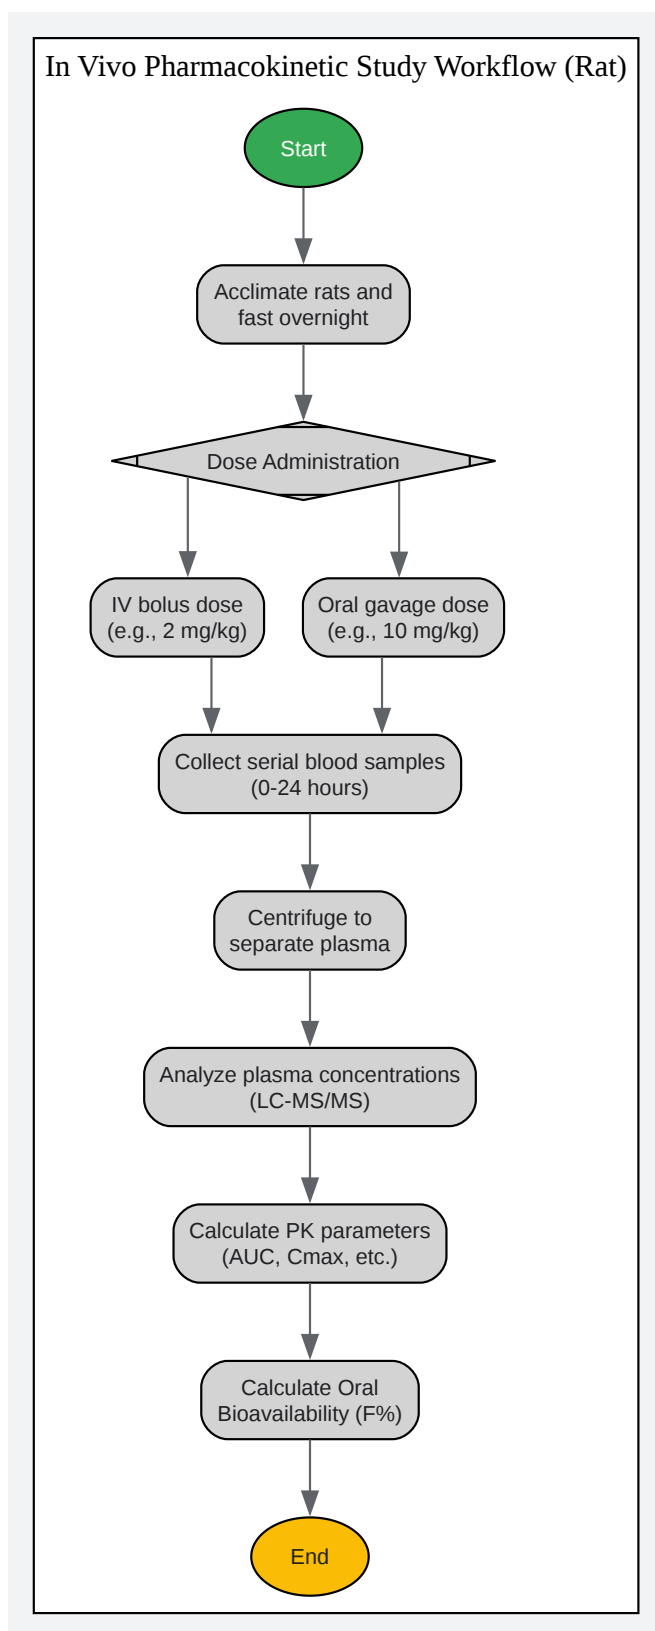 In Vivo Pharmacokinetic Study Workflow (Rat)
Start
Acclimate rats and
fast overnight
Dose Administration
IV bolus dose
(e.g., 2 mg/kg)
Oral gavage dose
(e.g., 10 mg/kg)
Collect serial blood samples
(0-24 hours)
Centrifuge to
separate plasma
Analyze plasma concentrations
(LC-MS/MS)
Calculate PK parameters
(AUC, Cmax, etc.)
Calculate Oral
Bioavailability (F%)
End